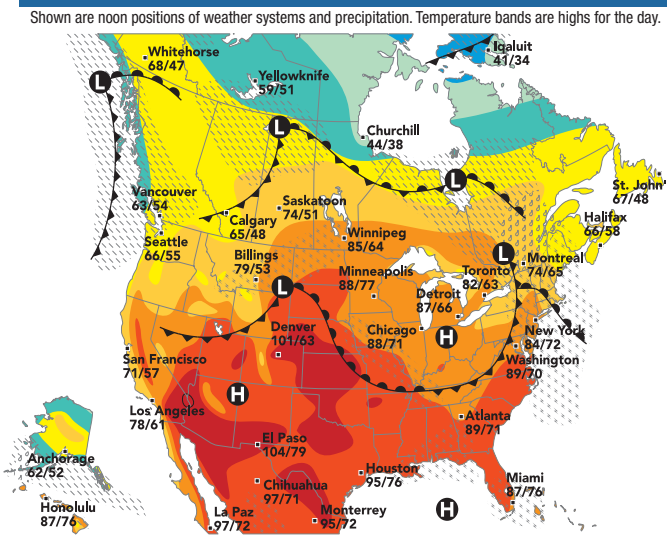 Shown are noon positions of weather systems and precipitation. Temperature bands are highs for the day.
Whitehorse
68/47
Iqaluit
41/34
L
Yellowknife
59/51
L
Churchill
44/38
L
St. John'
67/48
Vancouver
63/54
Saskatoon
74/51
Calgary
65/48
Halifax
66/58
Seattle
66/55
Winnipeg
85/64
L
Billings
79/53
Minneapolis
88/77
Toronto
82/63
Montreal
74/65
L
Detroit
87/66
Denver
101/63
Chicago
88/71
H
New York
84/72
San Francisco
71/57
Washington
89/70
H
Los Angeles
78/61
Atlanta
89/71
El Paso
104/79
Anchorage
62/52
Houston
95/76
Chihuahua
97/71
Miami
87/76
Honolulu
87/76
La Paz
97/72
Monterrey
95/72
H